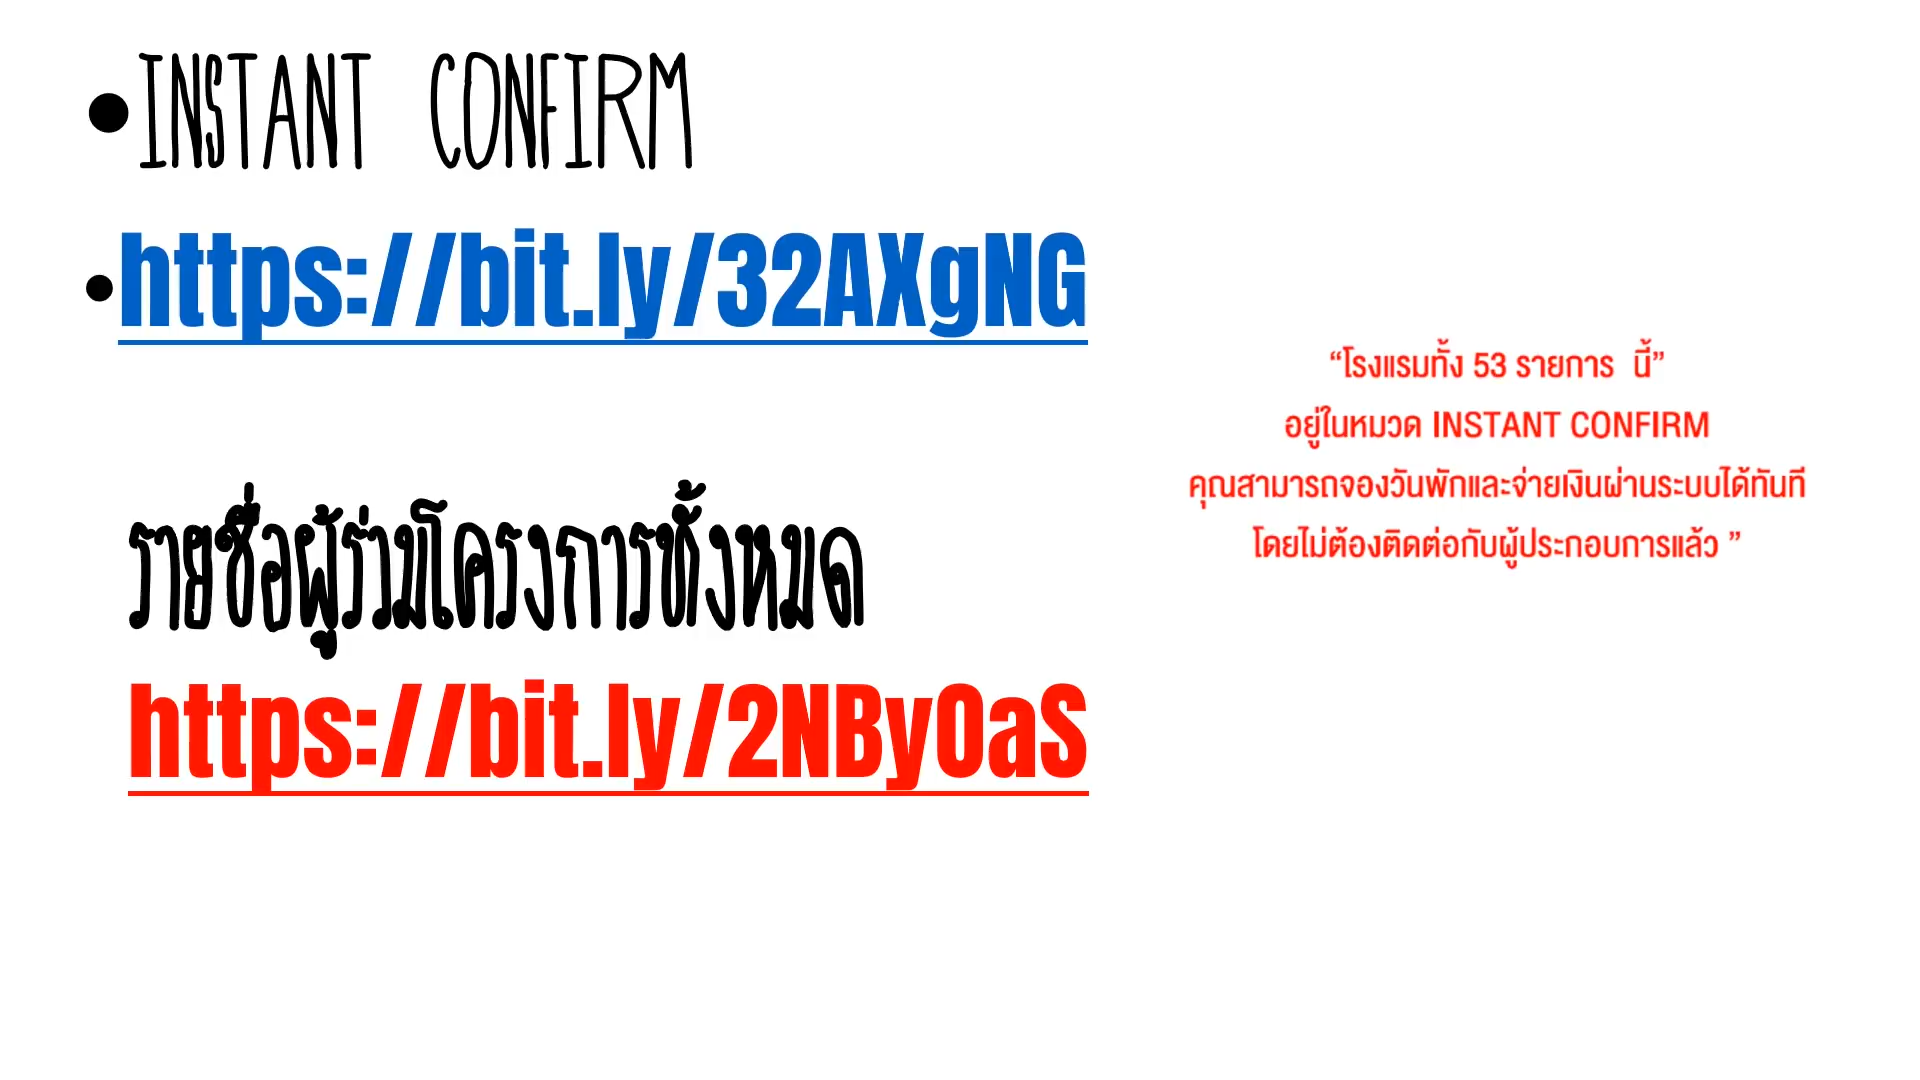 •INSTANT CONFIRM
•https://bit.ly/32AXgNG
รายชื่อผู้ร่วมโครงการทั้งหมด
https://bit.ly/2NByOaS
“โรงแรมทั้ง 53 รายการ นี้”
อยู่ในหมวด INSTANT CONFIRM
คุณสามารถจองวันพักและจ่ายเงินผ่านระบบได้ทันที
โดยไม่ต้องติดต่อกับผู้ประกอบการแล้ว ”